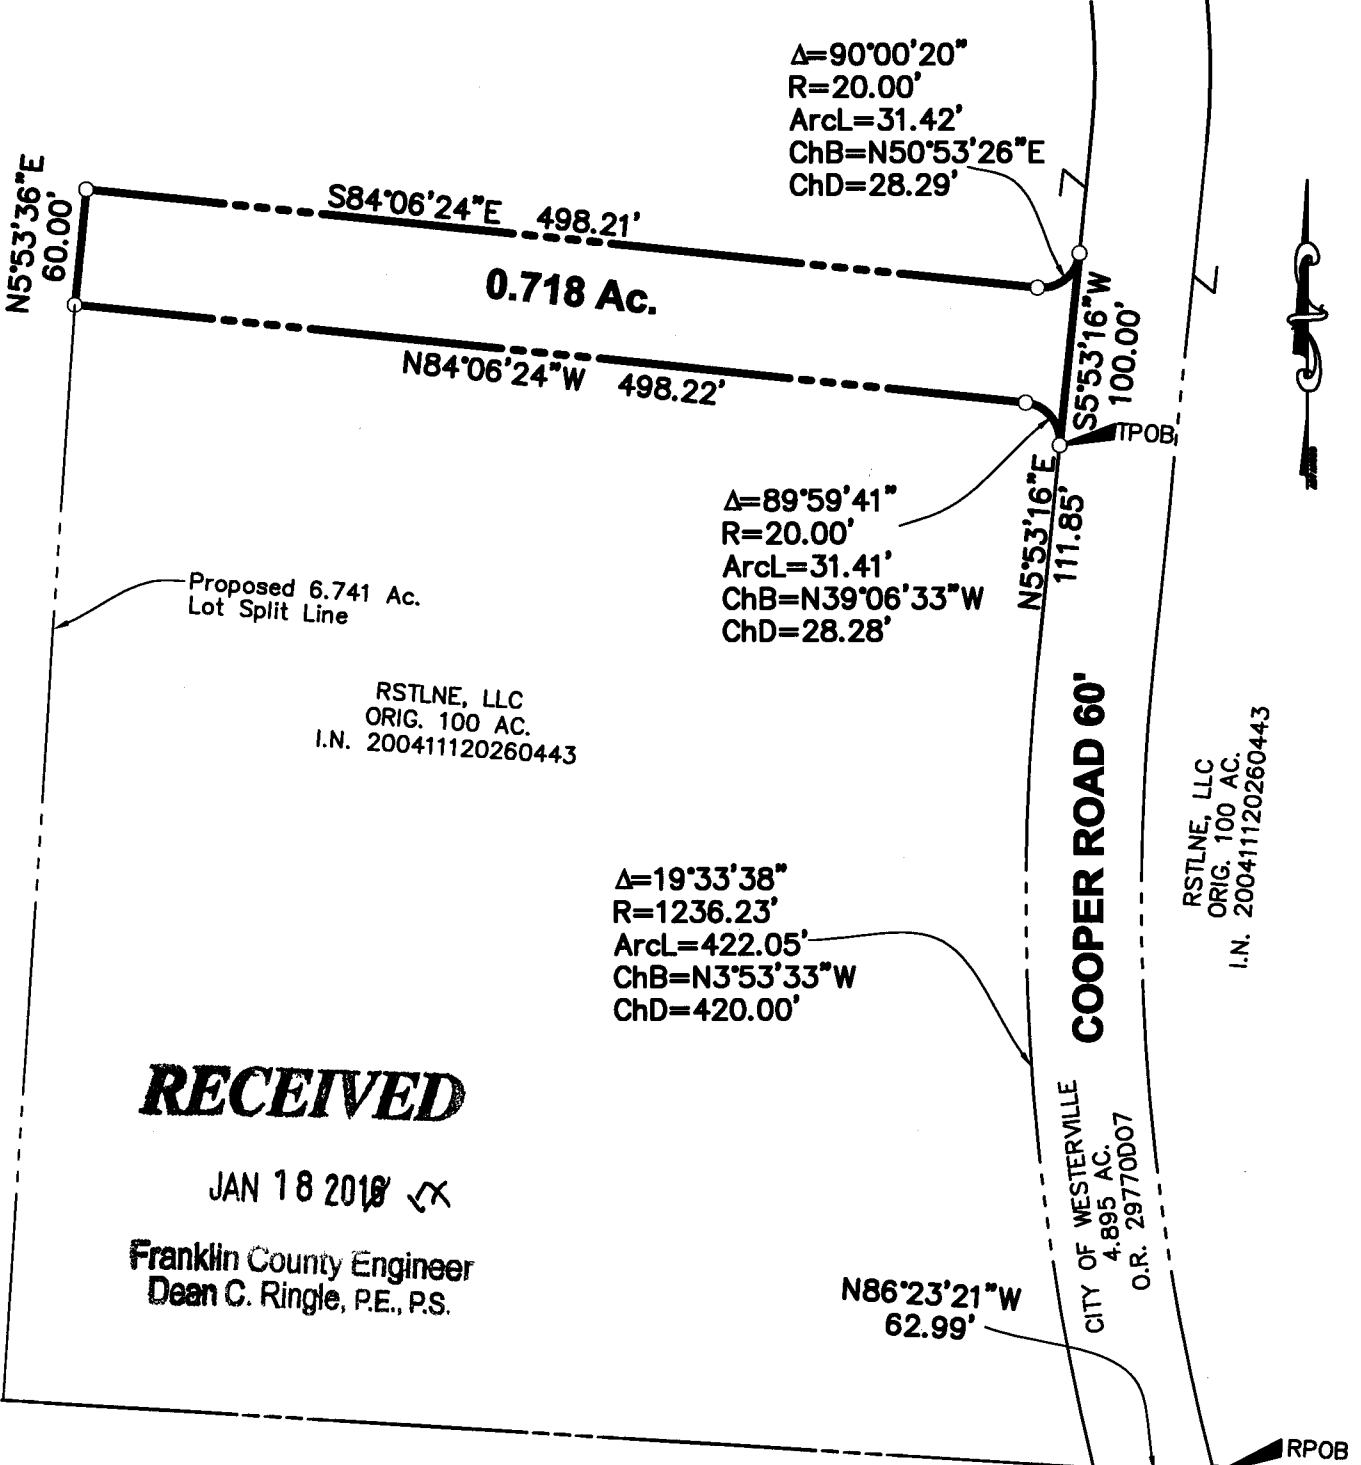 Δ=90°00'20"
R=20.00'
ArcL=31.42'
ChB=N50°53'26"E
ChD=28.29'
N5°53'36"E
60.00'
S84°06'24"E 498.21'
0.718 Ac.
N84°06'24"W 498.22'
S5°53'16"W
100.00'
TPOB
Δ=89°59'41"
R=20.00'
ArcL=31.41'
ChB=N39°06'33"W
ChD=28.28'
N5°53'16"E
111.85'
Proposed 6.741 Ac.
Lot Split Line
RSTLNE, LLC
ORIG. 100 AC.
I.N. 200411120260443
COOPER ROAD 60'
RSTLNE, LLC
ORIG. 100 AC.
I.N. 200411120260443
Δ=19°33'38"
R=1236.23'
ArcL=422.05'
ChB=N3°53'33"W
ChD=420.00'
RECEIVED
JAN 18 2016
Franklin County Engineer
Dean C. Ringle, P.E., P.S.
CITY OF WESTERVILLE
4.895 AC.
O.R. 29770D07
N86°23'21"W
62.99'
RPOB